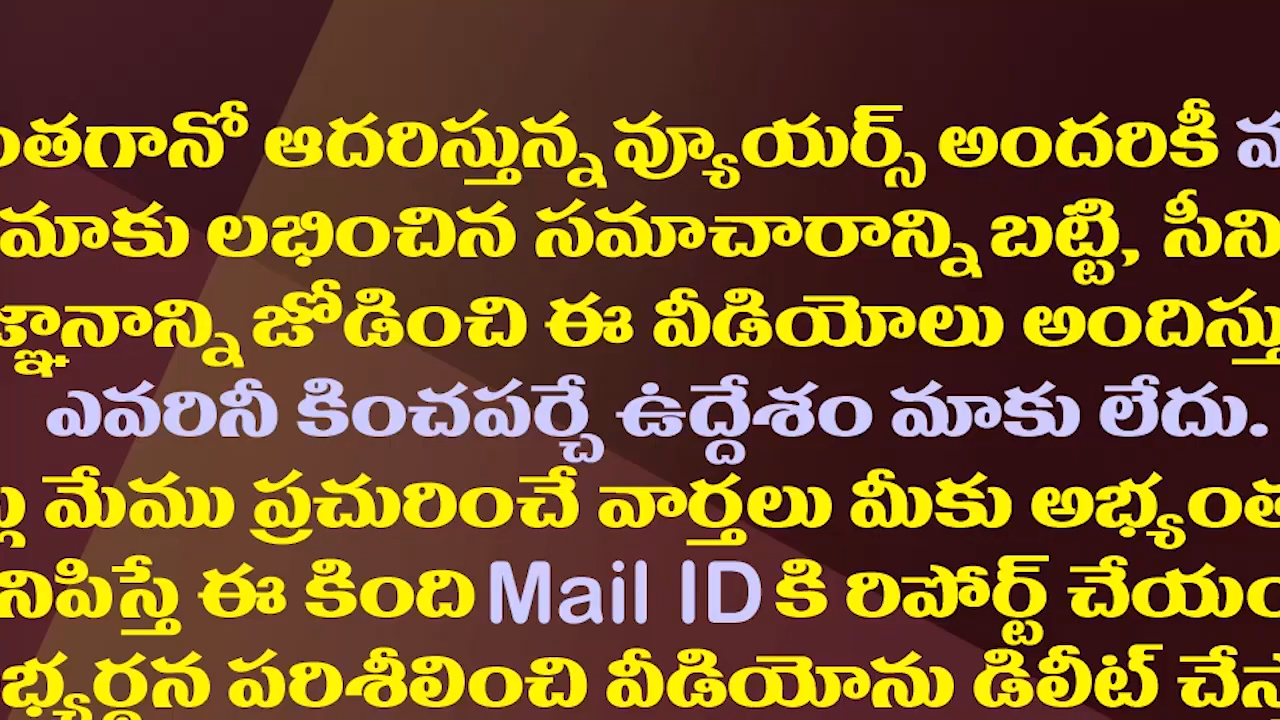 ంతగానో ఆదరిస్తున్న వ్యూయర్స్ అందరికీ
మాకు లభించిన సమాచారాన్ని బట్టి, సీని
జ్ఞానాన్ని జోడించి ఈ వీడియోలు అందిస్తు
ఎవరినీ కించపర్చే ఉద్దేశం మాకు లేదు.
మేము ప్రచురించే వార్తలు మీకు అభ్యంత
నిపిస్తే ఈ కింది Mail ID కి రిపోర్ట్ చేయం
భ్యర్థన పరిశీలించి వీడియోను డిలీట్ చేస